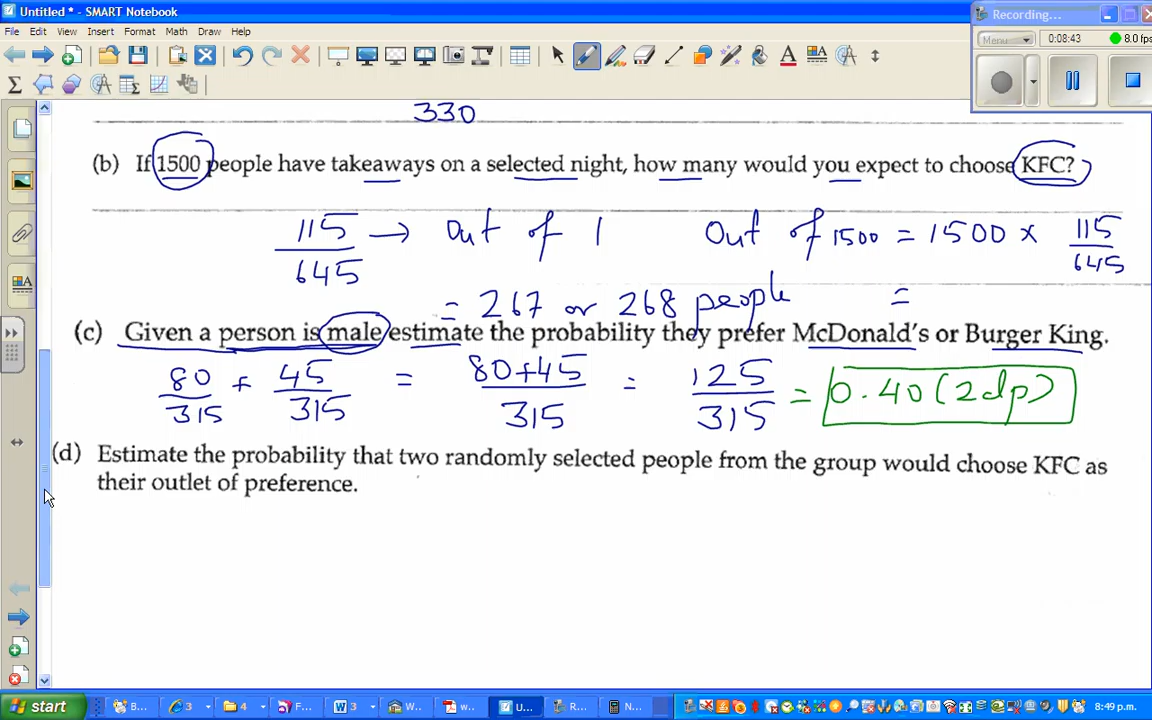 Untitled * - SMART Notebook
Recording...
File Edit View Insert Format Math Draw Help
Menu
0:08:43
8.0 fps
330
(b) If 1500 people have takeaways on a selected night, how many would you expect to choose KFC?
115/645 → Out of 1 Out of 1500 = 1500 × 115/645
= 267 or 268 people =
(c) Given a person is male estimate the probability they prefer McDonald's or Burger King.
80/315 + 45/315 = 80+45/315 = 125/315 = 0.40 (2dp)
(d) Estimate the probability that two randomly selected people from the group would choose KFC as
their outlet of preference.
start B... 3 4 F... 3 W... w... U... R... N... 8:49 p.m.